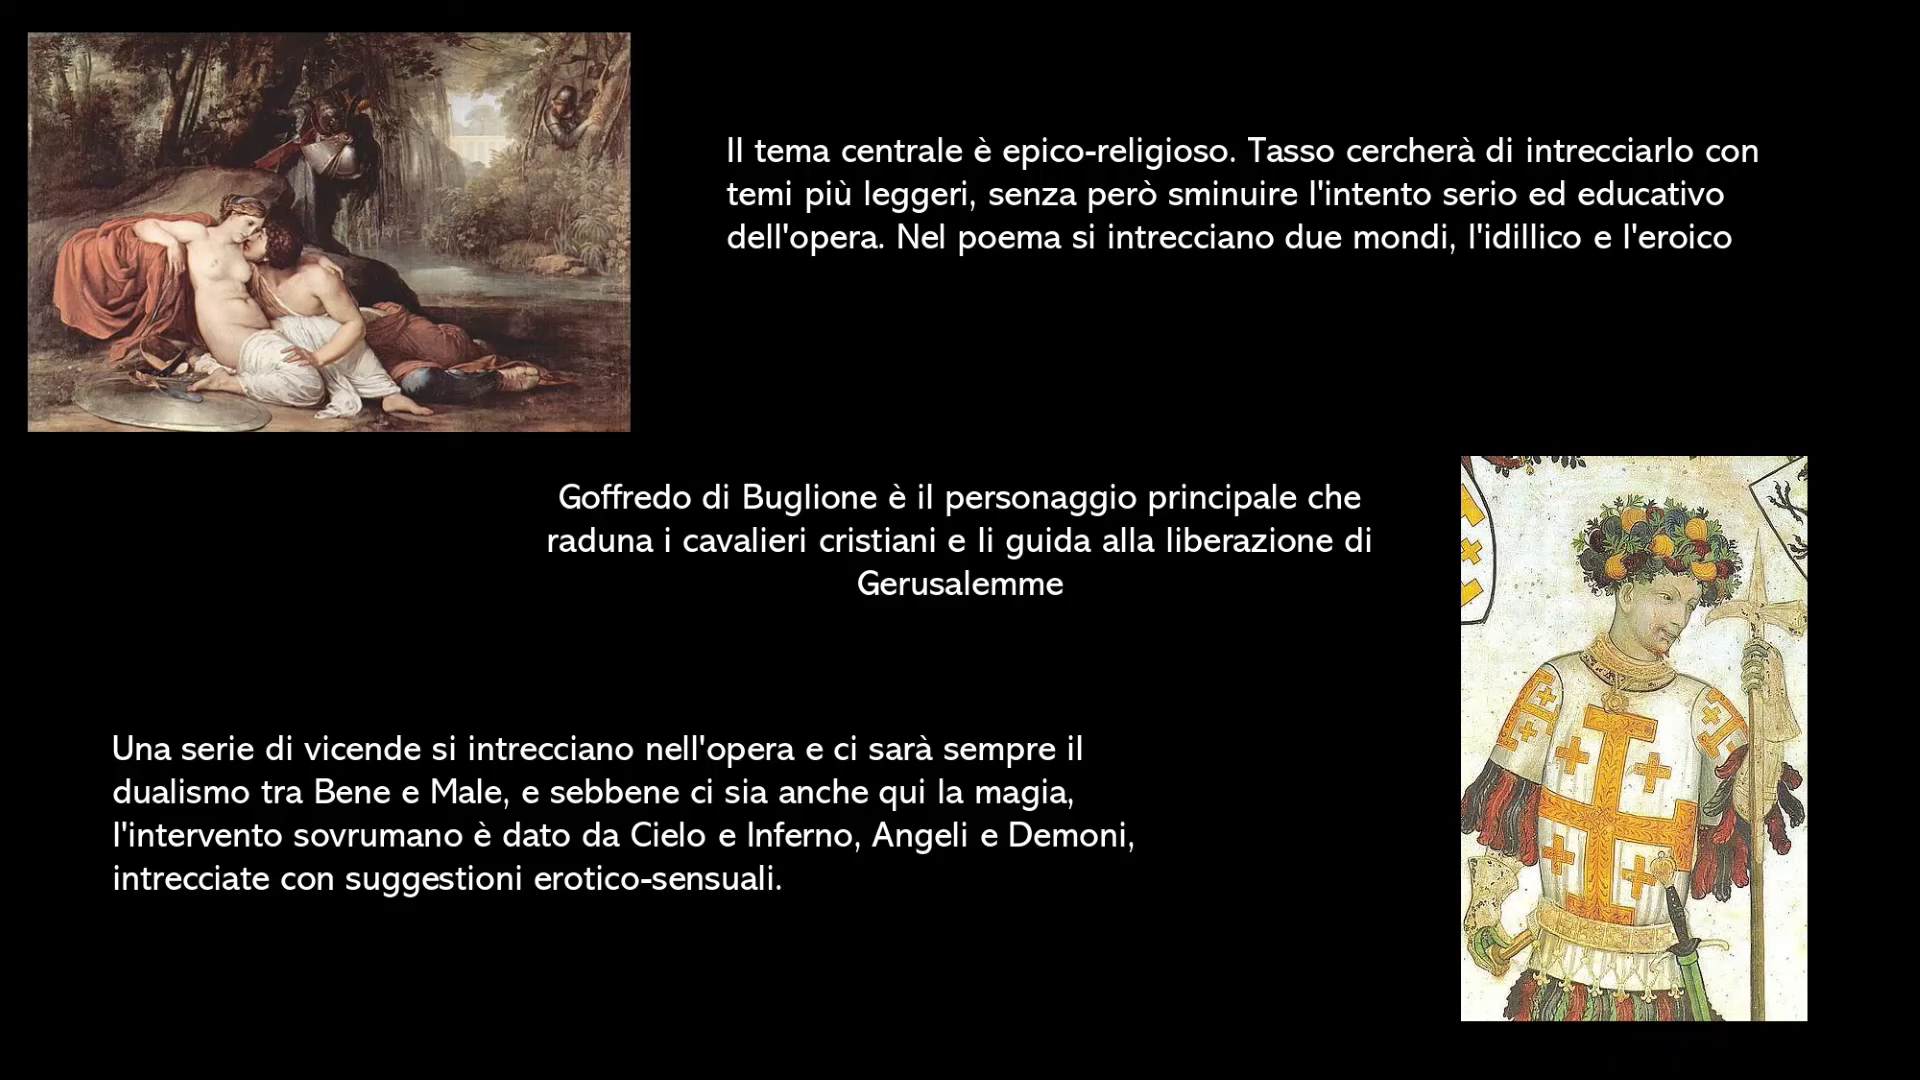 Il tema centrale è epico-religioso. Tasso cercherà di intrecciarlo con
temi più leggeri, senza però sminuire l'intento serio ed educativo
dell'opera. Nel poema si intrecciano due mondi, l'idillico e l'eroico
Goffredo di Buglione è il personaggio principale che
raduna i cavalieri cristiani e li guida alla liberazione di
Gerusalemme
Una serie di vicende si intrecciano nell'opera e ci sarà sempre il
dualismo tra Bene e Male, e sebbene ci sia anche qui la magia,
l'intervento sovrumano è dato da Cielo e Inferno, Angeli e Demoni,
intrecciate con suggestioni erotico-sensuali.